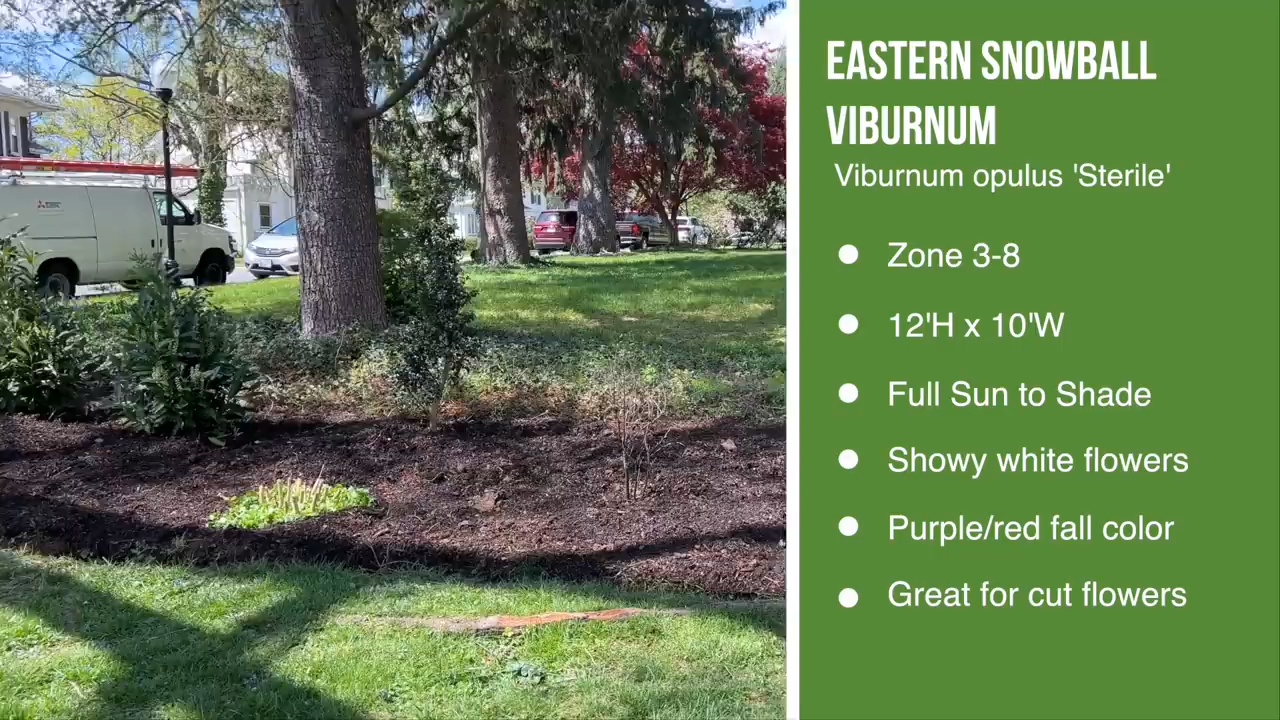 EASTERN SNOWBALL
VIBURNUM
Viburnum opulus 'Sterile'
Zone 3-8
12'H x 10'W
Full Sun to Shade
Showy white flowers
Purple/red fall color
Great for cut flowers